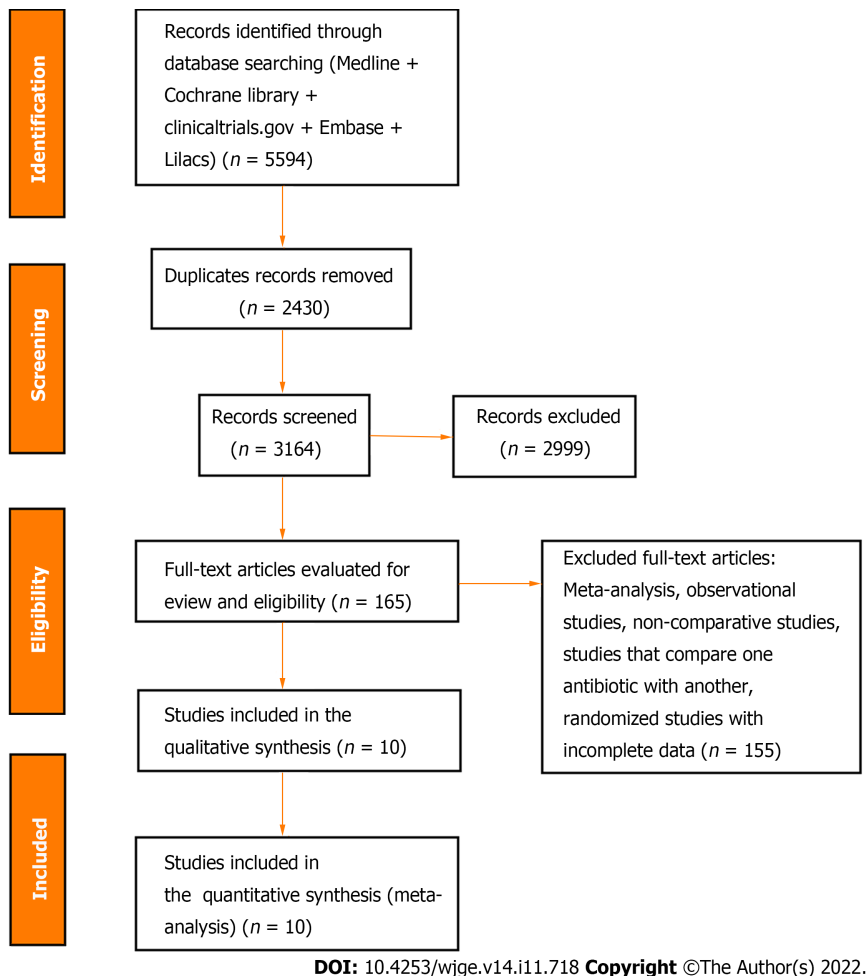 Identification
Records identified through
database searching (Medline +
Cochrane library +
clinicaltrials.gov + Embase +
Lilacs) (n = 5594)
Screening
Duplicates records removed
(n = 2430)
Records screened
(n = 3164)
Records excluded
(n = 2999)
Eligibility
Full-text articles evaluated for
eview and eligibility (n = 165)
Excluded full-text articles:
Meta-analysis, observational
studies, non-comparative studies,
studies that compare one
antibiotic with another,
randomized studies with
incomplete data (n = 155)
Studies included in the
qualitative synthesis (n = 10)
Included
Studies included in
the quantitative synthesis (meta-
analysis) (n = 10)
DOI: 10.4253/wjge.v14.i11.718 Copyright ©The Author(s) 2022.